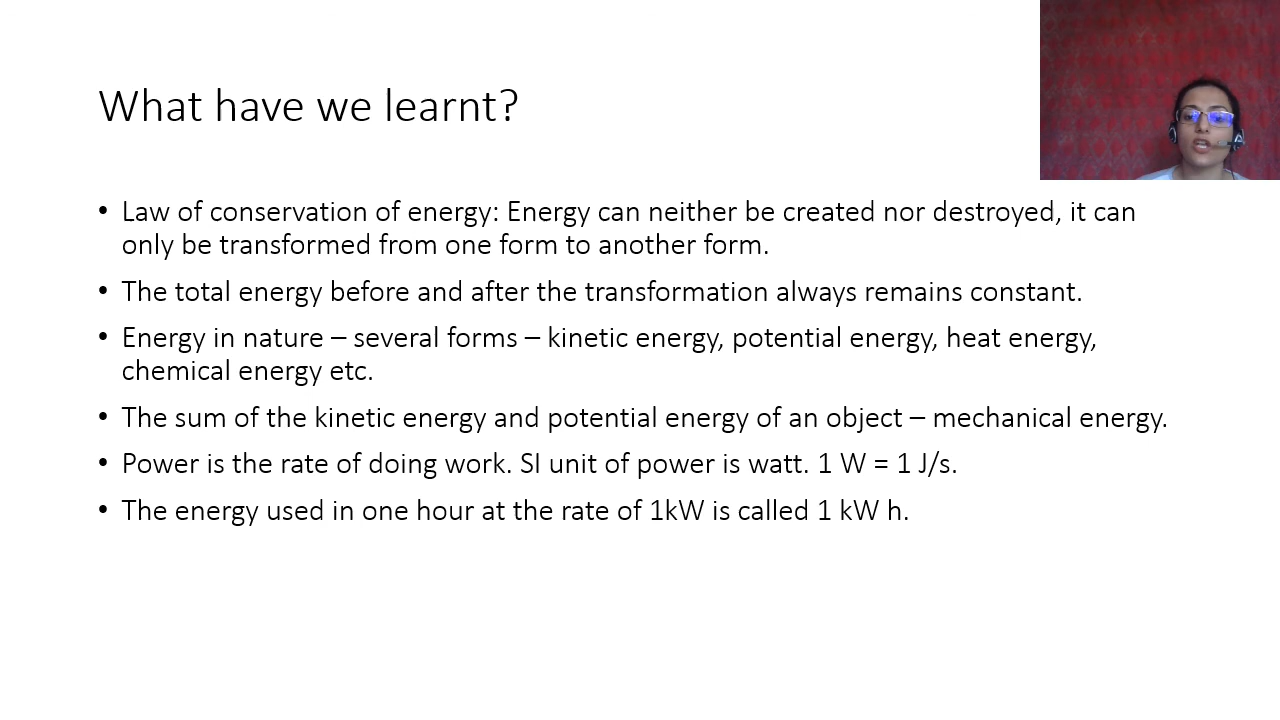 What have we learnt?
• Law of conservation of energy: Energy can neither be created nor destroyed, it can
only be transformed from one form to another form.
• The total energy before and after the transformation always remains constant.
• Energy in nature – several forms – kinetic energy, potential energy, heat energy,
chemical energy etc.
• The sum of the kinetic energy and potential energy of an object – mechanical energy.
• Power is the rate of doing work. SI unit of power is watt. 1 W = 1 J/s.
• The energy used in one hour at the rate of 1kW is called 1 kW h.